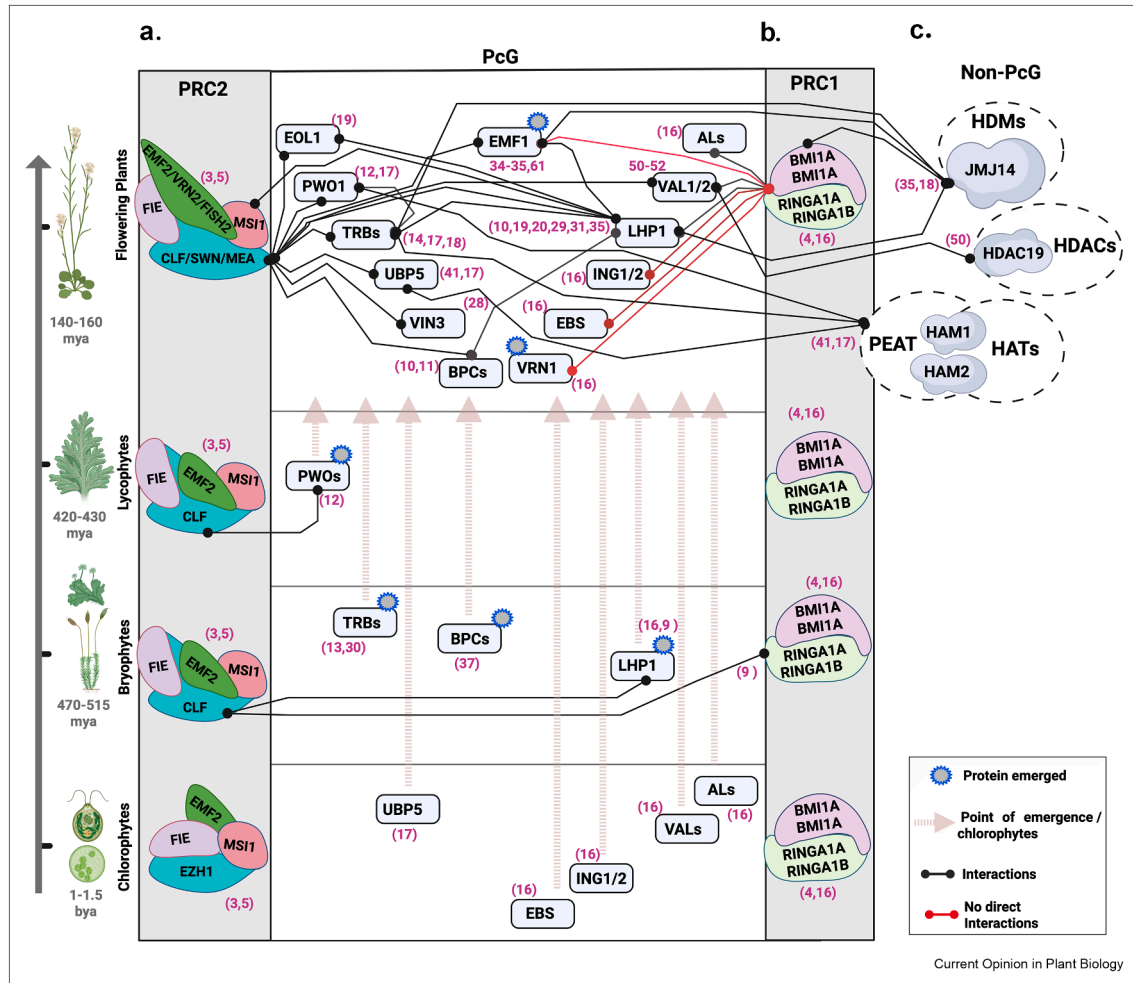 a.
b.
c.
PcG
PRC2
PRC1
Non-PcG
Flowering Plants
140-160
mya
EMF2/VRN2/FISH2
(3,5)
FIE
MSI1
CLF/SWN/MEA
EOL1
(19)
PWO1
(12,17)
TRBs
(14,17,18)
UBP5
(41,17)
(28)
VIN3
(10,11)
BPCs
EMF1
34-35,61
(10,19,20,29,31,35)
LHP1
(16)
ING1/2
(16)
EBS
VRN1
(16)
(16)
ALs
50-52
VAL1/2
BMI1A
BMI1A
RINGA1A
RINGA1B
(4,16)
HDMs
JMJ14
(35,18)
(50)
HDAC19
HDACs
(41,17)
PEAT
HAM1
HAM2
HATs
Lycophytes
420-430
mya
(3,5)
FIE
EMF2
MSI1
CLF
PWOs
(12)
(4,16)
BMI1A
BMI1A
RINGA1A
RINGA1B
Bryophytes
470-515
mya
(3,5)
FIE
EMF2
MSI1
CLF
TRBs
(13,30)
BPCs
(37)
(16,9 )
LHP1
(9 )
(4,16)
BMI1A
BMI1A
RINGA1A
RINGA1B
Chlorophytes
1-1.5
bya
EMF2
FIE
MSI1
EZH1
(3,5)
UBP5
(17)
(16)
EBS
(16)
ING1/2
(16)
VALs
ALs
(16)
BMI1A
BMI1A
RINGA1A
RINGA1B
(4,16)
Protein emerged
Point of emergence /
chlorophytes
Interactions
No direct
Interactions
Current Opinion in Plant Biology